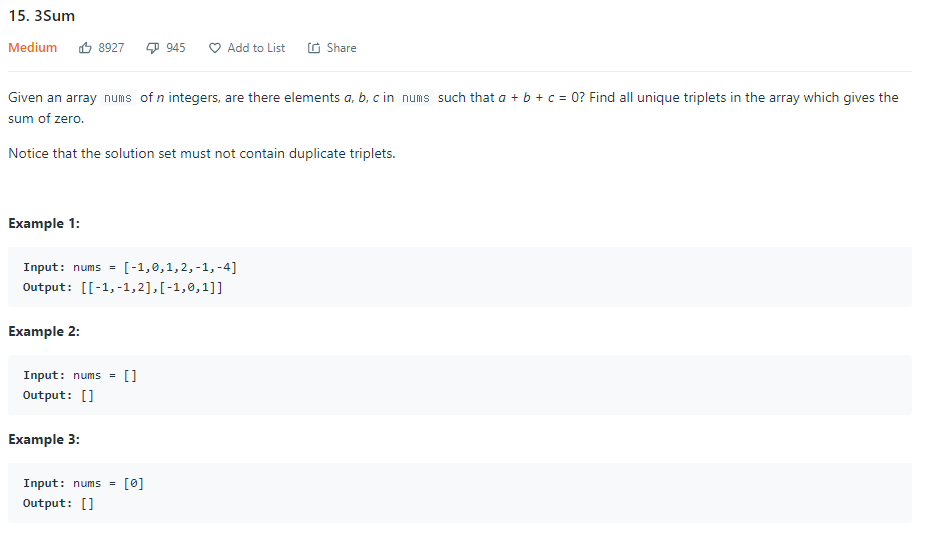 15. 3Sum
Medium 8927 945 Add to List Share
Given an array nums of n integers, are there elements a, b, c in nums such that a + b + c = 0? Find all unique triplets in the array which gives the
sum of zero.
Notice that the solution set must not contain duplicate triplets.
Example 1:
Input: nums = [-1,0,1,2,-1,-4]
Output: [[-1,-1,2],[-1,0,1]]
Example 2:
Input: nums = []
Output: []
Example 3:
Input: nums = [0]
Output: []